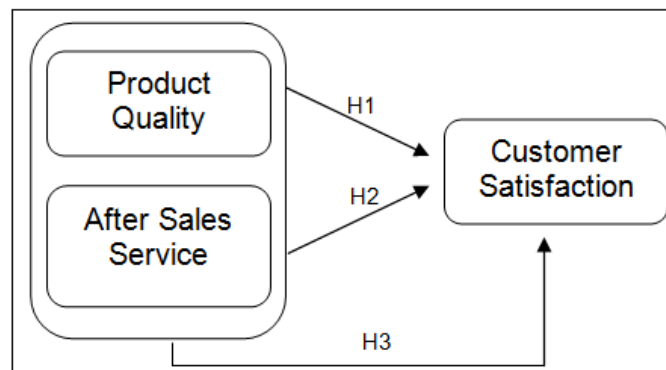 Product
Quality
H1
Customer
Satisfaction
H2
After Sales
Service
H3